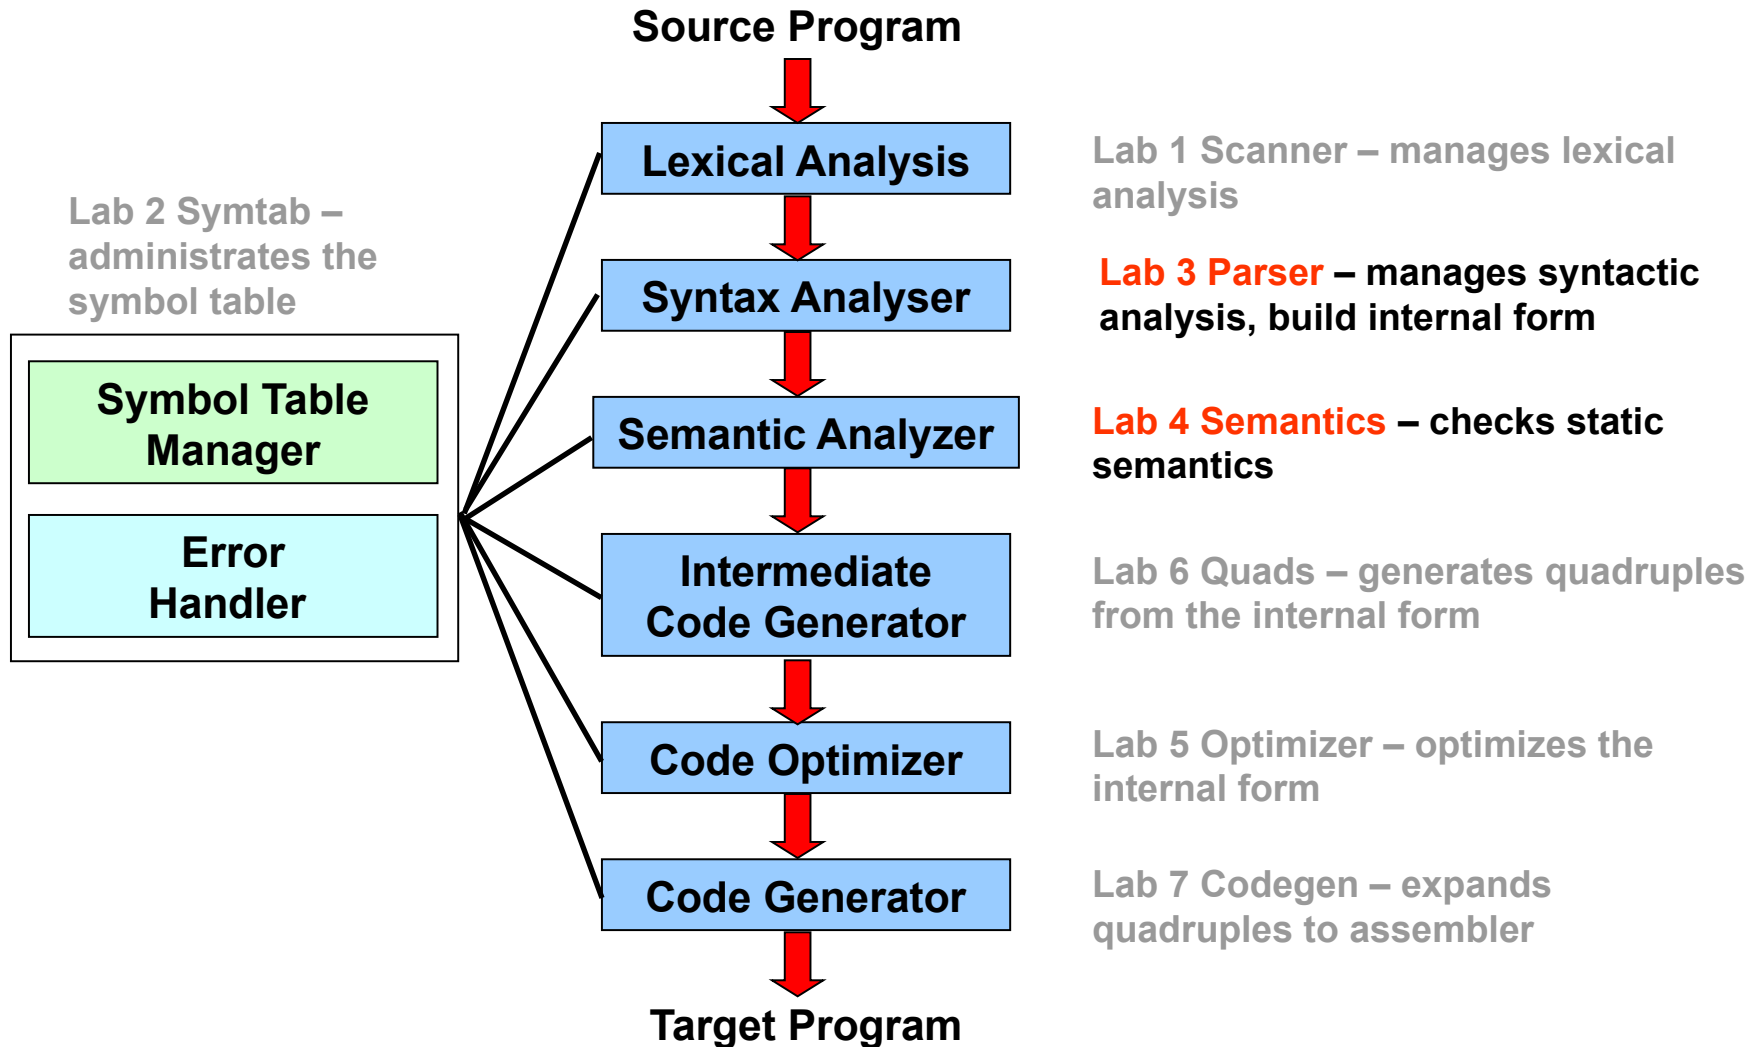 Source Program
Lexical Analysis
Lab 1 Scanner – manages lexical
analysis
Lab 2 Symtab –
administrates the
symbol table
Syntax Analyser
Lab 3 Parser – manages syntactic
analysis, build internal form
Symbol Table
Manager
Semantic Analyzer
Lab 4 Semantics – checks static
semantics
Error
Handler
Intermediate
Code Generator
Lab 6 Quads – generates quadruples
from the internal form
Code Optimizer
Lab 5 Optimizer – optimizes the
internal form
Code Generator
Lab 7 Codegen – expands
quadruples to assembler
Target Program